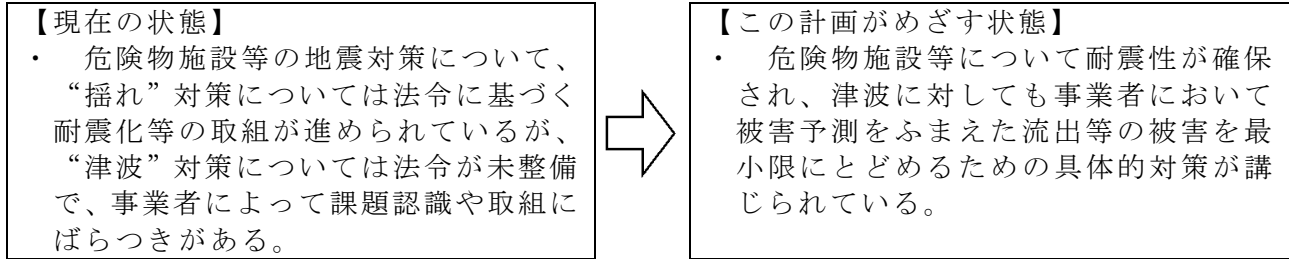 【現在の状態】
・　危険物施設等の地震対策について、
“揺れ”対策については法令に基づく
耐震化等の取組が進められているが、
“津波”対策については法令が未整備
で、事業者によって課題認識や取組に
ばらつきがある。
【この計画がめざす状態】
・　危険物施設等について耐震性が確保
され、津波に対しても事業者において
被害予測をふまえた流出等の被害を最
小限にとどめるための具体的対策が講
じられている。